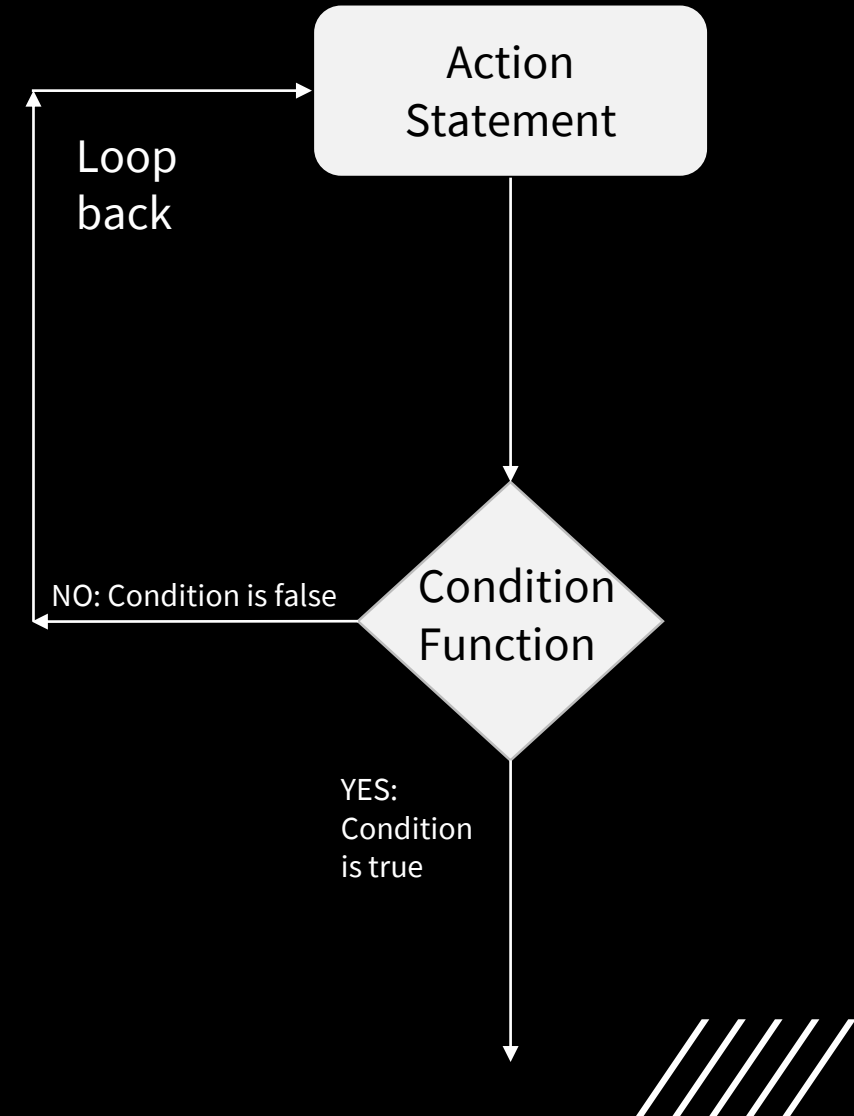 Action
Statement
Loop
back
NO: Condition is false
Condition
Function
YES:
Condition
is true